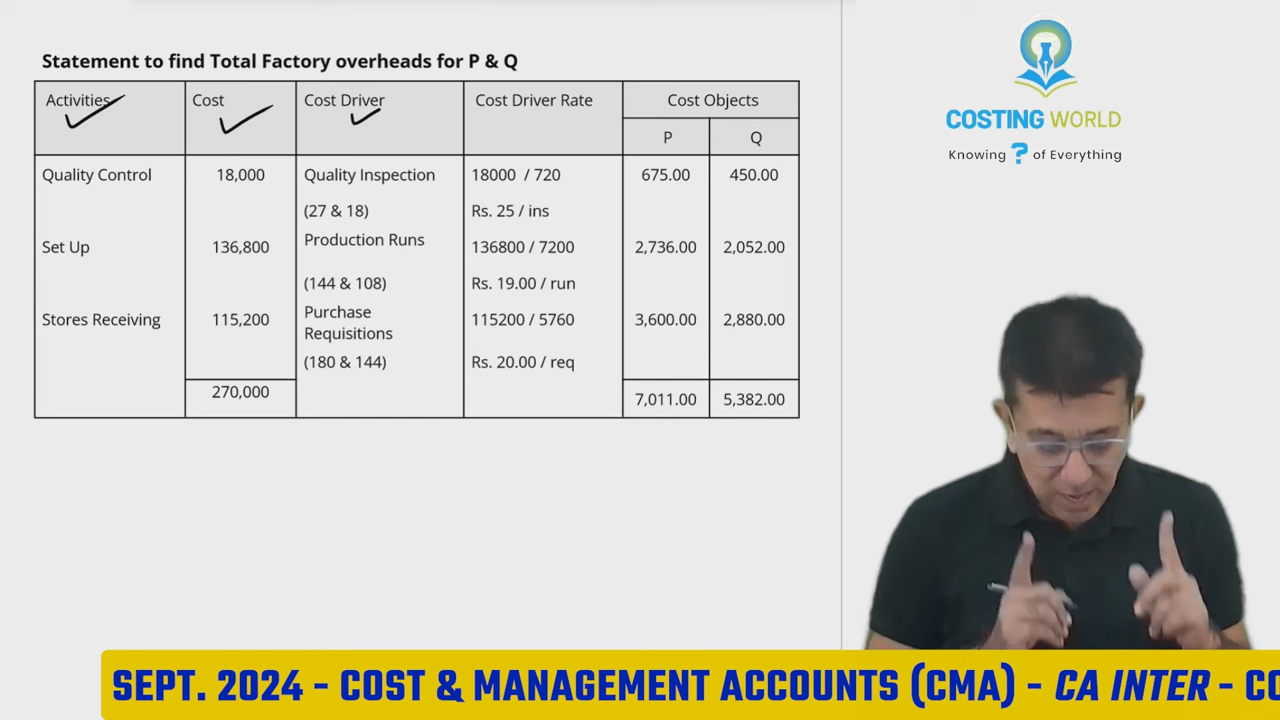 Statement to find Total Factory overheads for P & Q
Activities Cost Cost Driver Cost Driver Rate Cost Objects
P Q
Quality Control 18,000 Quality Inspection 18000 / 720 675.00 450.00
(27 & 18) Rs. 25 / ins
Set Up 136,800 Production Runs 136800 / 7200 2,736.00 2,052.00
(144 & 108) Rs. 19.00 / run
Stores Receiving 115,200 Purchase Requisitions 115200 / 5760 3,600.00 2,880.00
(180 & 144) Rs. 20.00 / req
270,000 7,011.00 5,382.00
COSTING WORLD
Knowing ? of Everything
SEPT. 2024 - COST & MANAGEMENT ACCOUNTS (CMA) - CA INTER - CO